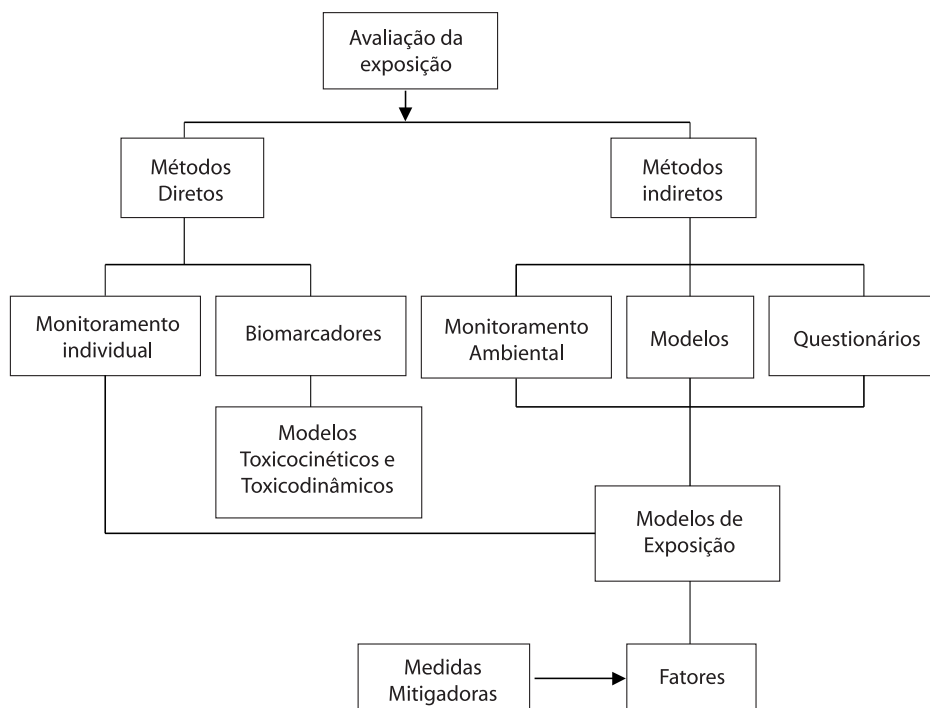 Avaliação da
exposição
Métodos
Diretos
Métodos
indiretos
Monitoramento
individual
Biomarcadores
Monitoramento
Ambiental
Modelos
Questionários
Modelos
Toxicocinéticos e
Toxicodinâmicos
Modelos de
Exposição
Medidas
Mitigadoras
Fatores